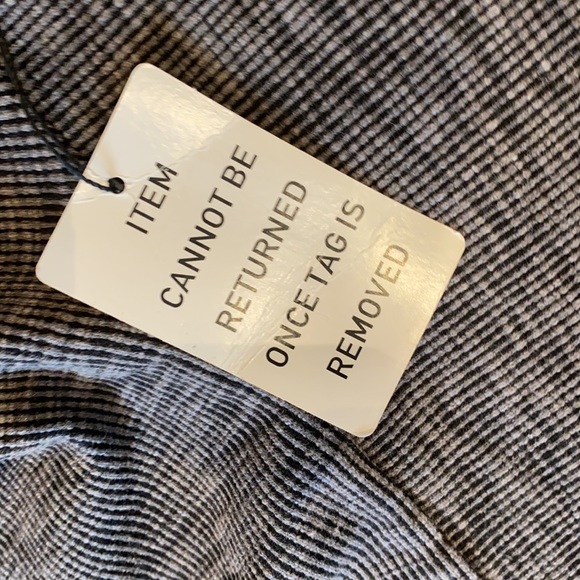 ITEM
CANNOT BE
RETURNED
ONCE TAG IS
REMOVED